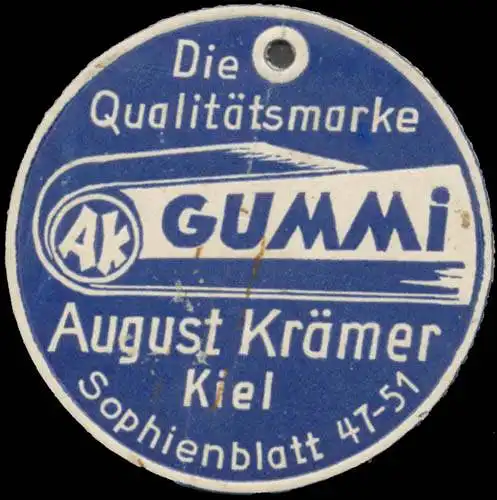 Die
Qualitätsmarke
AK GUMMi
August Krämer
Kiel
Sophienblatt 47-51